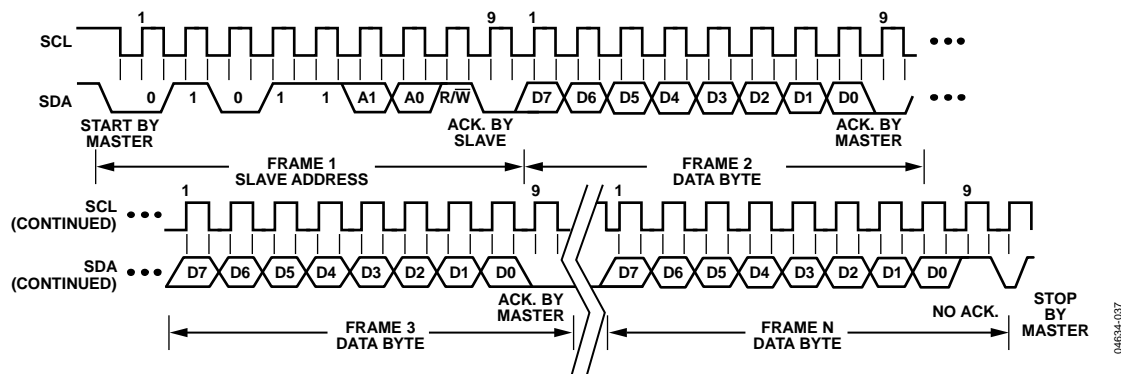 1 9 1 9
SCL
SDA 0 1 0 1 1 A1 A0 R/W̅ D7 D6 D5 D4 D3 D2 D1 D0
START BY
MASTER
ACK. BY
SLAVE
ACK. BY
MASTER
FRAME 1
SLAVE ADDRESS
FRAME 2
DATA BYTE
1 9 1 9
SCL
(CONTINUED)
SDA
(CONTINUED)
D7 D6 D5 D4 D3 D2 D1 D0 D7 D6 D5 D4 D3 D2 D1 D0
ACK. BY
MASTER
NO ACK.
STOP
BY
MASTER
FRAME 3
DATA BYTE
FRAME N
DATA BYTE
04634-037